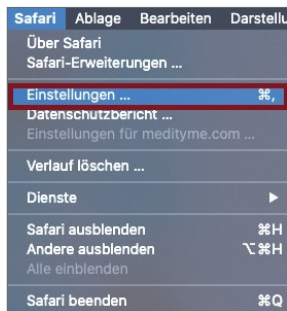 Safari Ablage Bearbeiten Darstellu
Über Safari
Safari-Erweiterungen ...
Einstellungen ... ⌘,
Datenschutzbericht ...
Einstellungen für medityme.com ...
Verlauf löschen ...
Dienste ▶
Safari ausblenden ⌘H
Andere ausblenden ⌥⌘H
Alle einblenden
Safari beenden ⌘Q